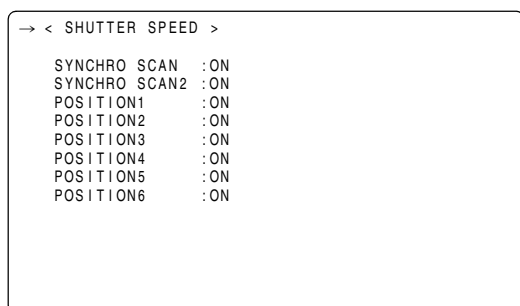 → < SHUTTER SPEED >
SYNCHRO SCAN :ON
SYNCHRO SCAN2 :ON
POSITION1 :ON
POSITION2 :ON
POSITION3 :ON
POSITION4 :ON
POSITION5 :ON
POSITION6 :ON